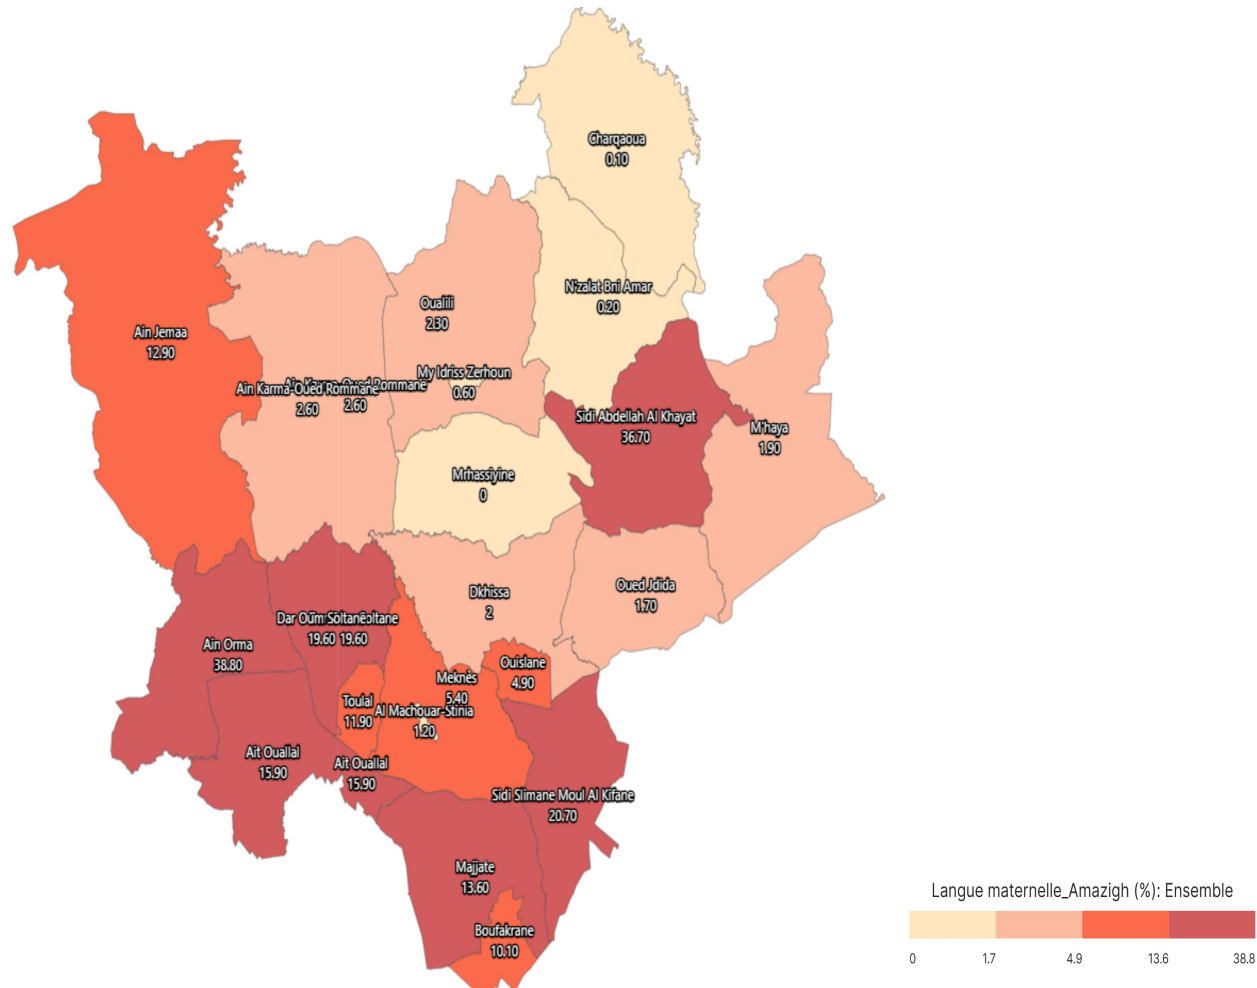 Charqaoua
0.10
N'zalat Bni Amar
0.20
Oualili
2.30
Ain Jemaa
12.90
My Idriss Zerhoun
0.60
Ain Karma-Oued Rommane
2.60
Ain Karma-Oued Rommane
2.60
Sidi Abdellah Al Khayat
36.70
M'haya
1.90
Mrhassiyine
0
Dkhissa
2
Oued Jdida
1.70
Dar Oum Soltane
19.60
19.60
Ain Orma
38.80
Ouislane
4.90
Meknès
5.40
Toulal
11.90
Al Machouar-Stinia
1.20
Ait Ouallal
15.90
Ait Ouallal
15.90
Sidi Slimane Moul Al Kifane
20.70
Majjate
13.60
Boufakrane
10.10
Langue maternelle_Amazigh (%): Ensemble
0 1.7 4.9 13.6 38.8